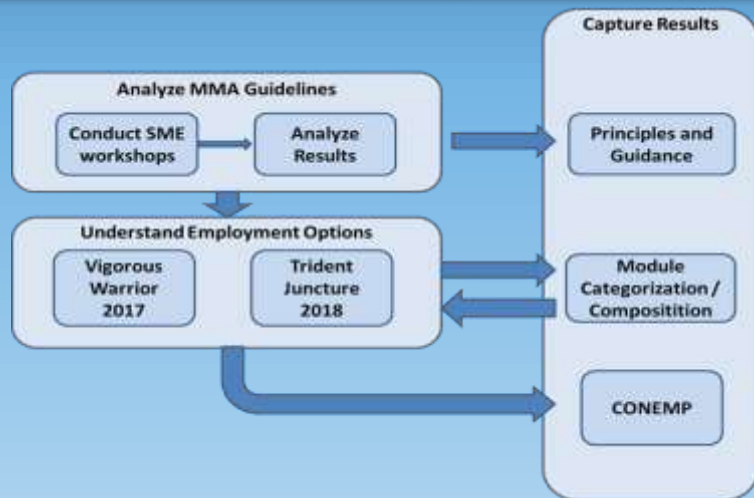 Analyze MMA Guidelines
Conduct SME
workshops
Analyze
Results
Understand Employment Options
Vigorous
Warrior
2017
Trident
Juncture
2018
Capture Results
Principles and
Guidance
Module
Categorization /
Compostition
CONEMP